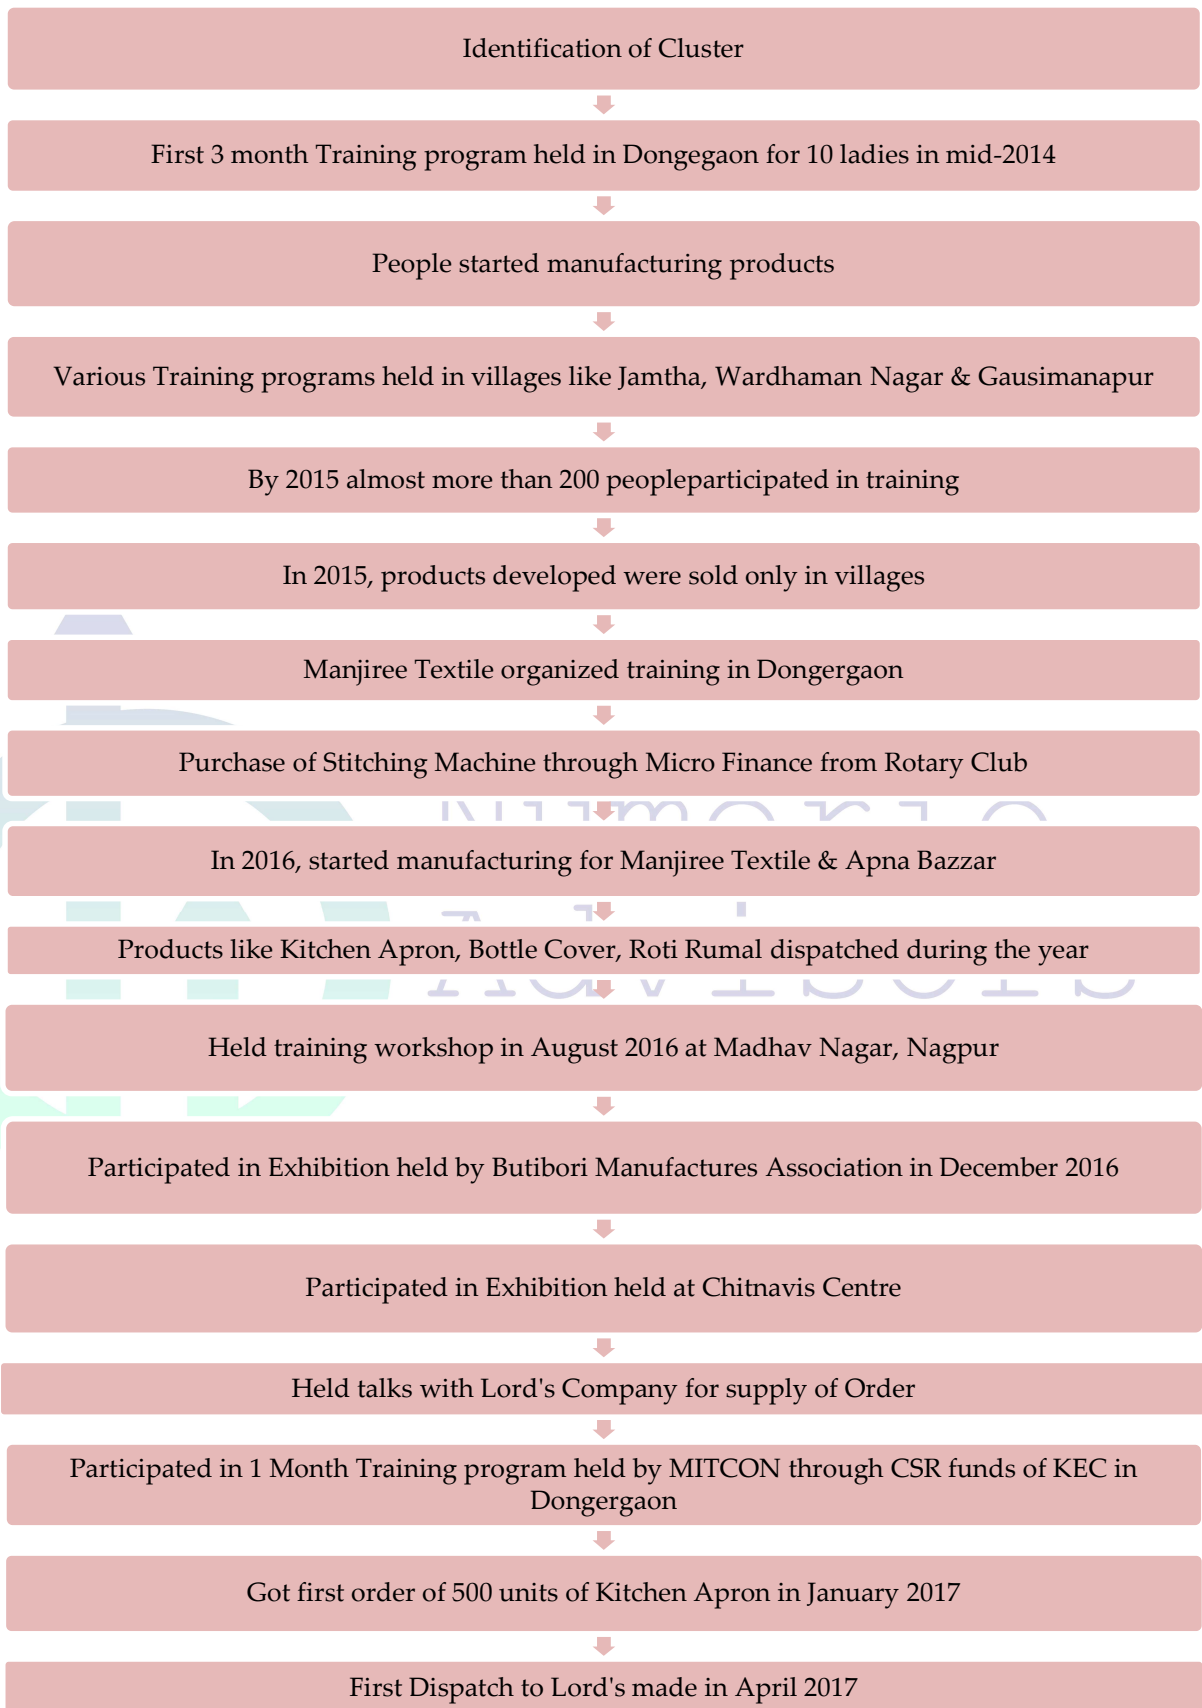 Identification of Cluster
First 3 month Training program held in Dongegaon for 10 ladies in mid-2014
People started manufacturing products
Various Training programs held in villages like Jamtha, Wardhaman Nagar & Gausimanapur
By 2015 almost more than 200 peopleparticipated in training
In 2015, products developed were sold only in villages
Manjiree Textile organized training in Dongergaon
Purchase of Stitching Machine through Micro Finance from Rotary Club
In 2016, started manufacturing for Manjiree Textile & Apna Bazzar
Products like Kitchen Apron, Bottle Cover, Roti Rumal dispatched during the year
Held training workshop in August 2016 at Madhav Nagar, Nagpur
Participated in Exhibition held by Butibori Manufactures Association in December 2016
Participated in Exhibition held at Chitnavis Centre
Held talks with Lord's Company for supply of Order
Participated in 1 Month Training program held by MITCON through CSR funds of KEC in
Dongergaon
Got first order of 500 units of Kitchen Apron in January 2017
First Dispatch to Lord's made in April 2017